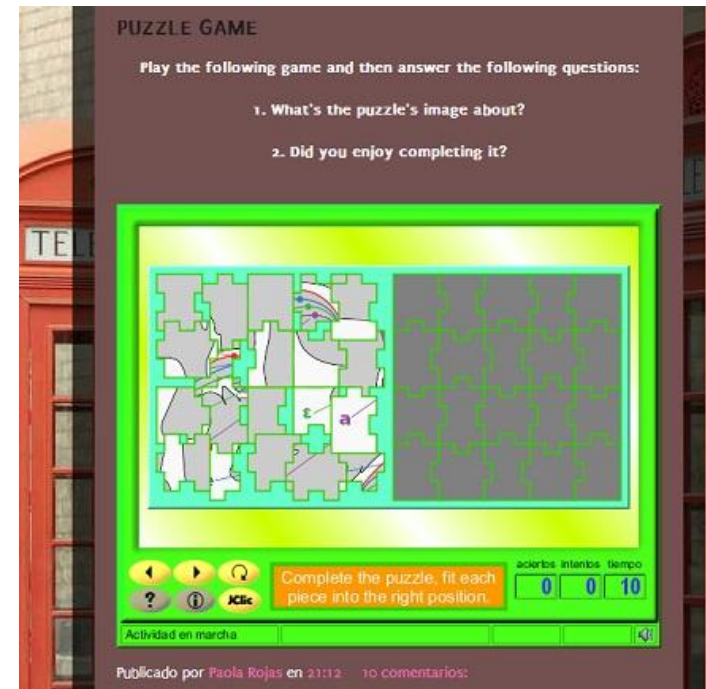 PUZZLE GAME
Play the following game and then answer the following questions:
1. What's the puzzle's image about?
2. Did you enjoy completing it?
TEL
ε
a
aciertos intentos tiempo
0 0 10
Complete the puzzle, fit each
piece into the right position.
? i JClic
Actividad en marcha
Publicado por Paola Rojas en 21:12 10 comentarios: